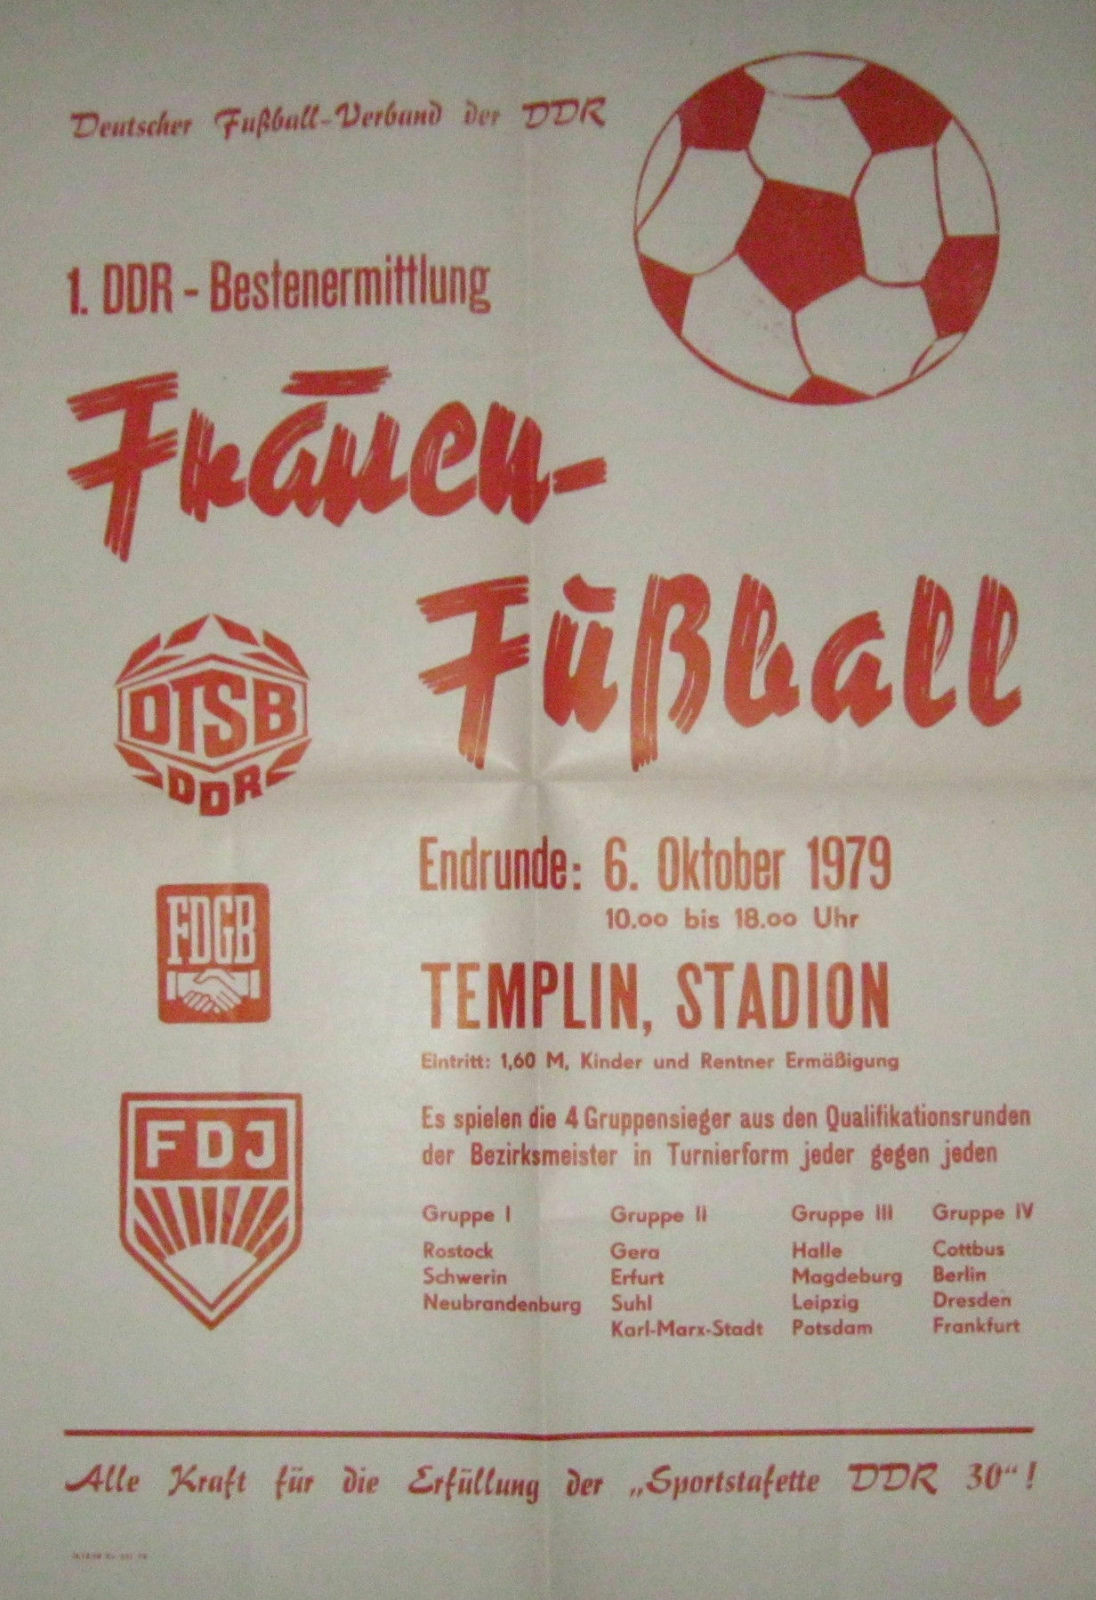 Deutscher Fußball-Verband der DDR
1. DDR - Bestenermittlung
Frauen-
Fußball
DTSB
DDR
FDGB
FDJ
Endrunde: 6. Oktober 1979
10.00 bis 18.00 Uhr
TEMPLIN, STADION
Eintritt: 1,60 M, Kinder und Rentner Ermäßigung
Es spielen die 4 Gruppensieger aus den Qualifikationsrunden
der Bezirksmeister in Turnierform jeder gegen jeden
Gruppe I
Rostock
Schwerin
Neubrandenburg
Gruppe II
Gera
Erfurt
Suhl
Karl-Marx-Stadt
Gruppe III
Halle
Magdeburg
Leipzig
Potsdam
Gruppe IV
Cottbus
Berlin
Dresden
Frankfurt
Alle Kraft für die Erfüllung der „Sportstafette DDR 30“!